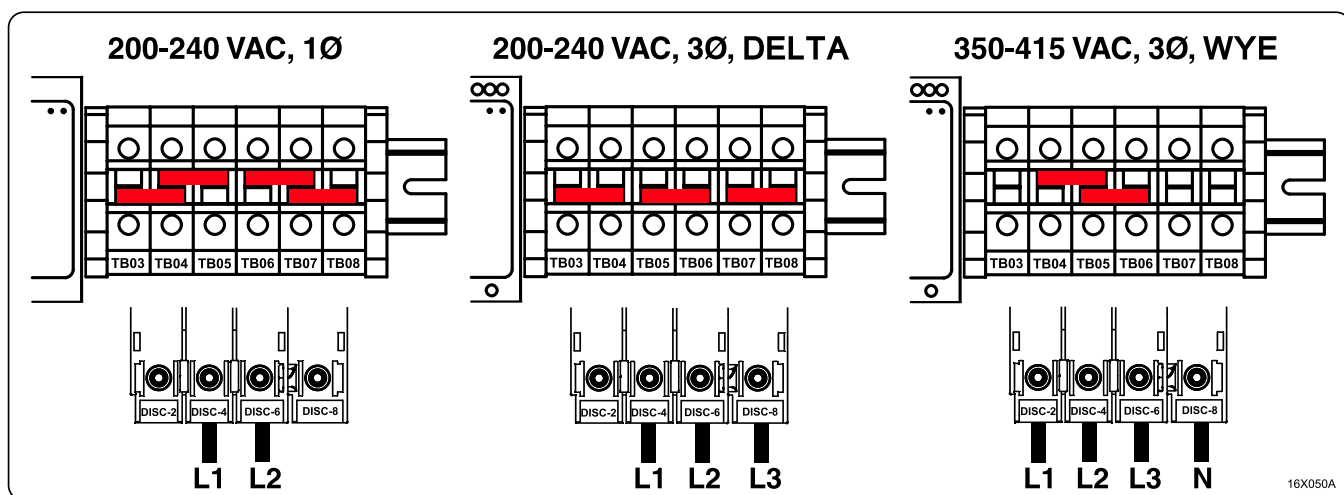 200-240 VAC, 1Ø
200-240 VAC, 3Ø, DELTA
350-415 VAC, 3Ø, WYE
TB03 TB04 TB05 TB06 TB07 TB08
TB03 TB04 TB05 TB06 TB07 TB08
TB03 TB04 TB05 TB06 TB07 TB08
DISC-2 DISC-4 DISC-6 DISC-8
DISC-2 DISC-4 DISC-6 DISC-8
DISC-2 DISC-4 DISC-6 DISC-8
L1 L2
L1 L2 L3
L1 L2 L3 N
16X050A